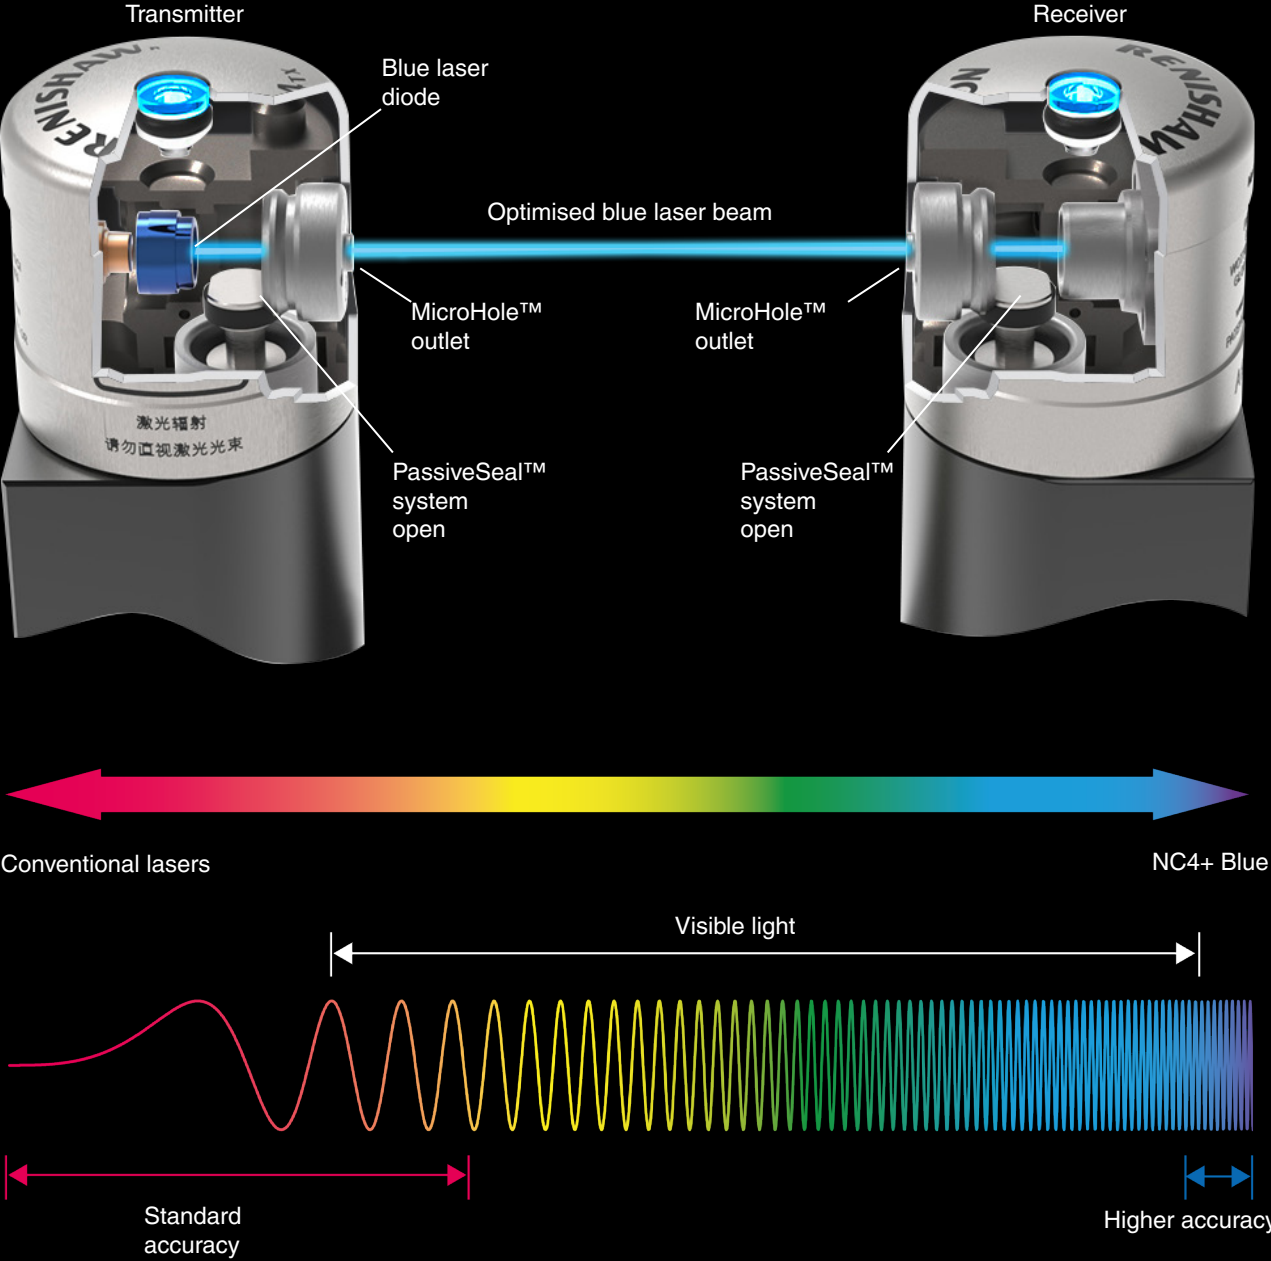 Transmitter
Receiver
RENISHAW
RENISHAW
Blue laser
diode
Optimised blue laser beam
MicroHole™
outlet
MicroHole™
outlet
激光辐射
请勿直视激光光束
PassiveSeal™
system
open
PassiveSeal™
system
open
Conventional lasers
NC4+ Blue
Visible light
Standard
accuracy
Higher accuracy